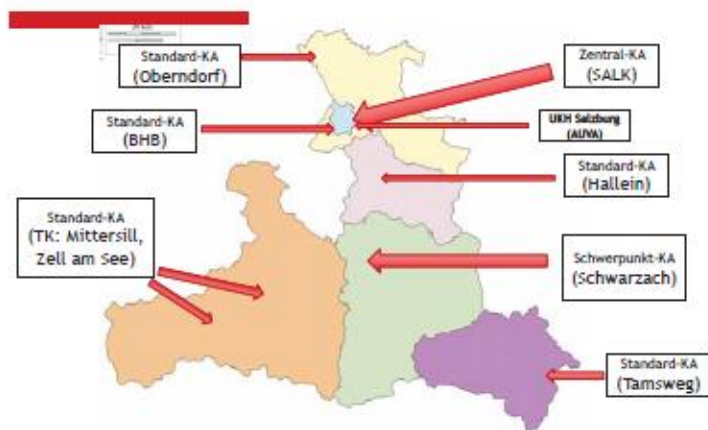 Standard-KA
(Oberndorf)
Zentral-KA
(SALK)
Standard-KA
(BHB)
UKH Salzburg
(AUVA)
Standard-KA
(Hallein)
Standard-KA
(TK: Mittersill,
Zell am See)
Schwerpunkt-KA
(Schwarzach)
Standard-KA
(Tamsweg)